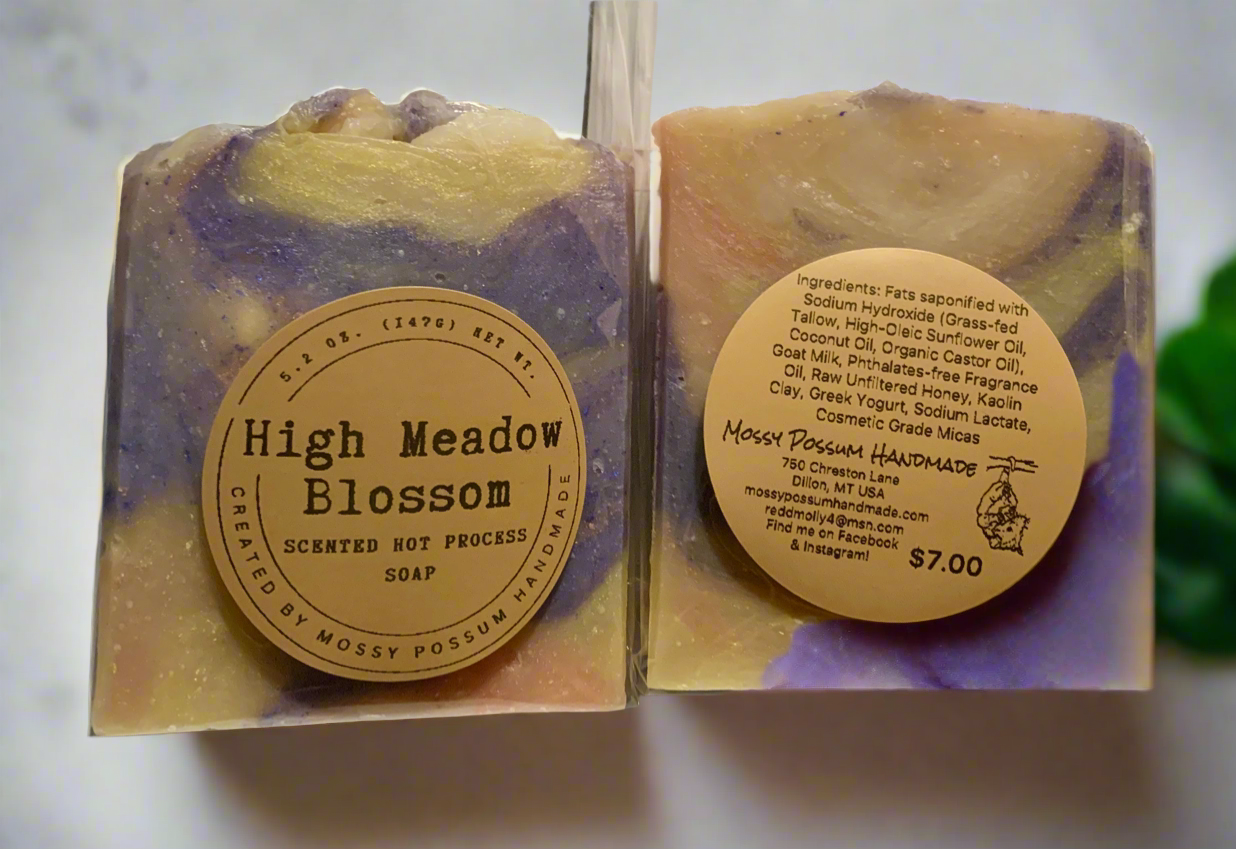 5.2 OZ. (147G) NET WT.
High Meadow
Blossom
SCENTED HOT PROCESS
SOAP
CREATED BY MOSSY POSSUM HANDMADE
Ingredients: Fats saponified with
Sodium Hydroxide (Grass-fed
Tallow, High-Oleic Sunflower Oil,
Coconut Oil, Organic Castor Oil),
Goat Milk, Phthalates-free Fragrance
Oil, Raw Unfiltered Honey, Kaolin
Clay, Greek Yogurt, Sodium Lactate,
Cosmetic Grade Micas
Mossy Possum Handmade
750 Chreston Lane
Dillon, MT USA
mossypossumhandmade.com
reddmolly4@msn.com
Find me on Facebook
& Instagram!
$7.00